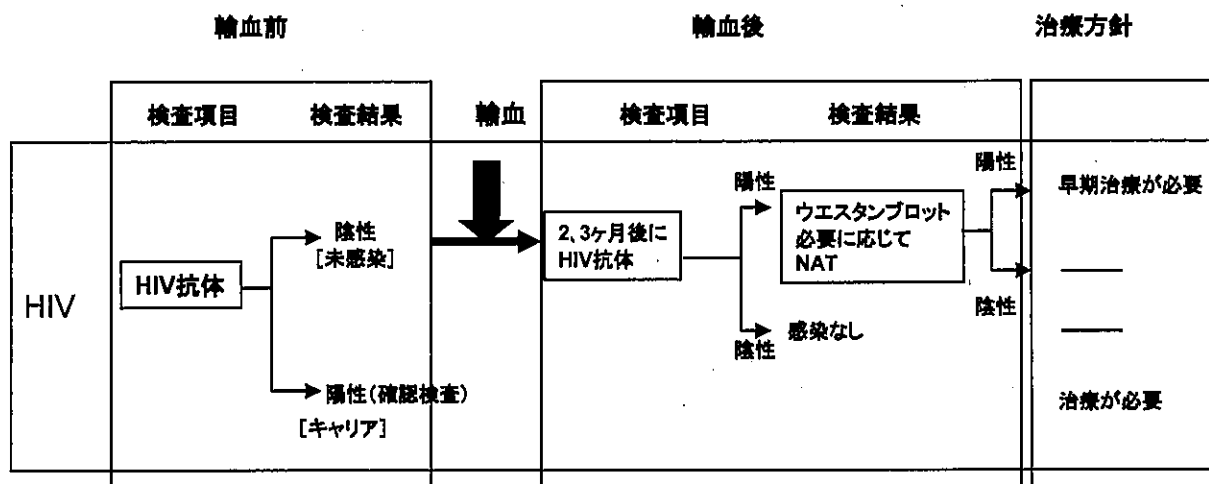 輸血前
輸血後
治療方針
検査項目
検査結果
輸血
検査項目
検査結果
HIV
HIV抗体
陰性
[未感染]
陽性(確認検査)
[キャリア]
2、3ヶ月後に
HIV抗体
陽性
ウエスタンブロット
必要に応じて
NAT
陰性
感染なし
陽性
陰性
早期治療が必要
治療が必要